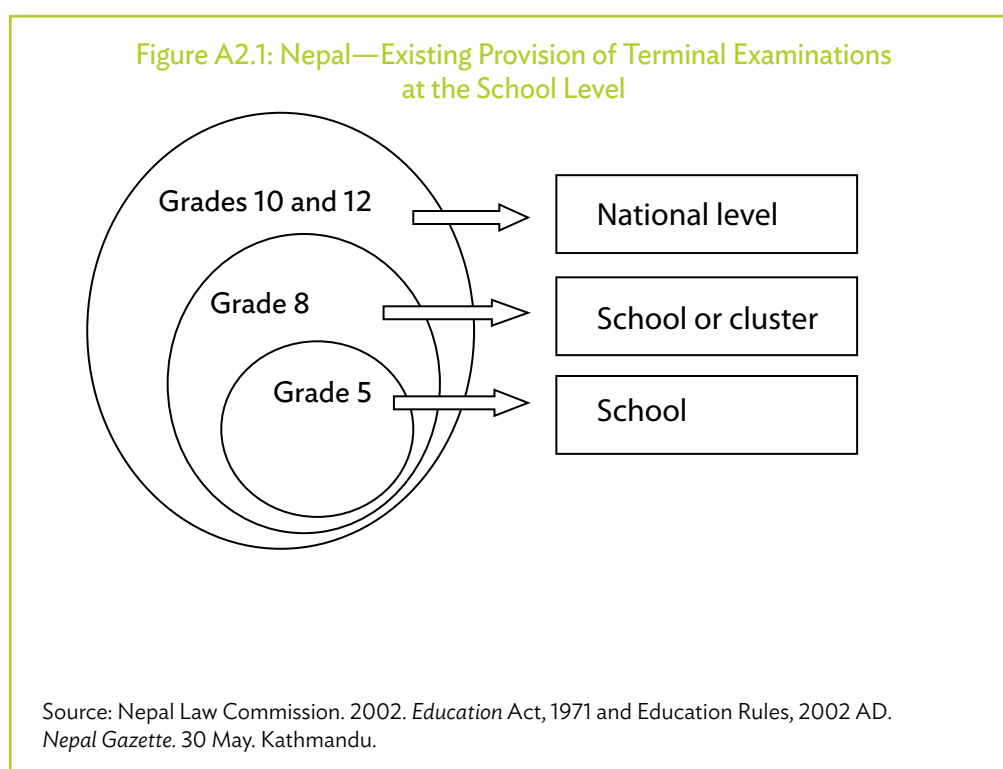 Figure A2.1: Nepal—Existing Provision of Terminal Examinations
at the School Level
Grades 10 and 12
National level
Grade 8
School or cluster
Grade 5
School
Source: Nepal Law Commission. 2002. Education Act, 1971 and Education Rules, 2002 AD.
Nepal Gazette. 30 May. Kathmandu.